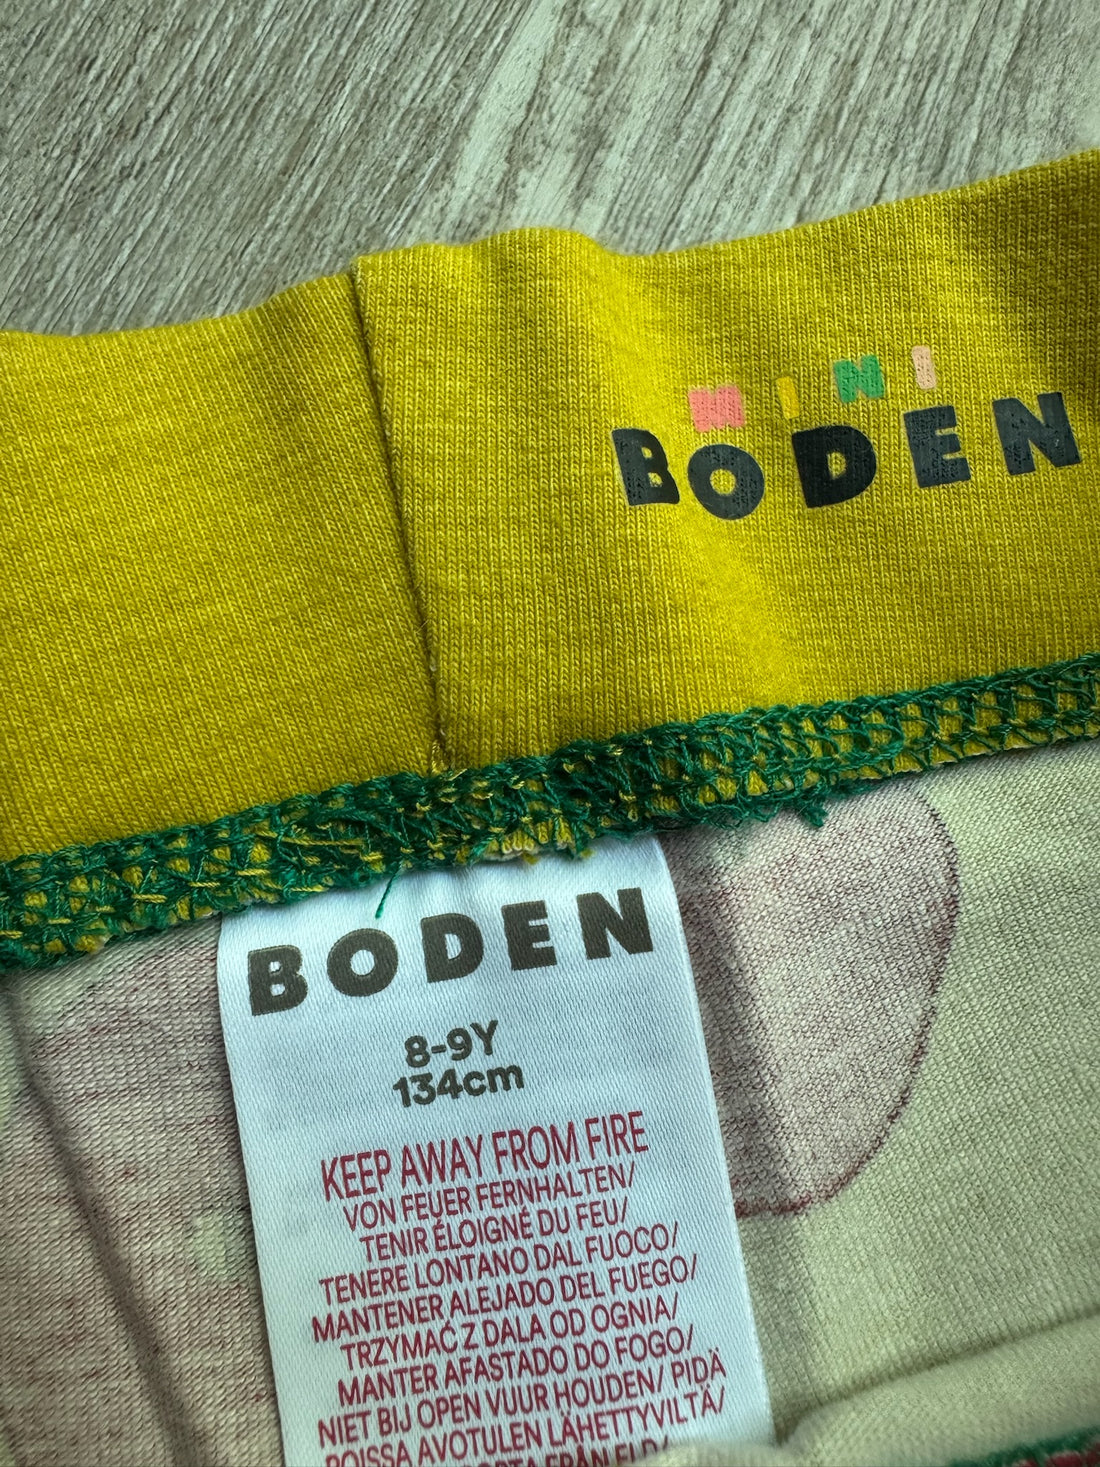 MINI
BODEN
BODEN
8-9Y
134cm
KEEP AWAY FROM FIRE
VON FEUER FERNHALTEN/
TENIR ÉLOIGNÉ DU FEU/
TENERE LONTANO DAL FUOCO/
MANTENER ALEJADO DEL FUEGO/
TRZYMAĆ Z DALA OD OGNIA/
MANTER AFASTADO DO FOGO/
NIET BIJ OPEN VUUR HOUDEN/ PIDÄ
POISSA AVOTULEN LÄHETTYVILTÄ/
FRÅN